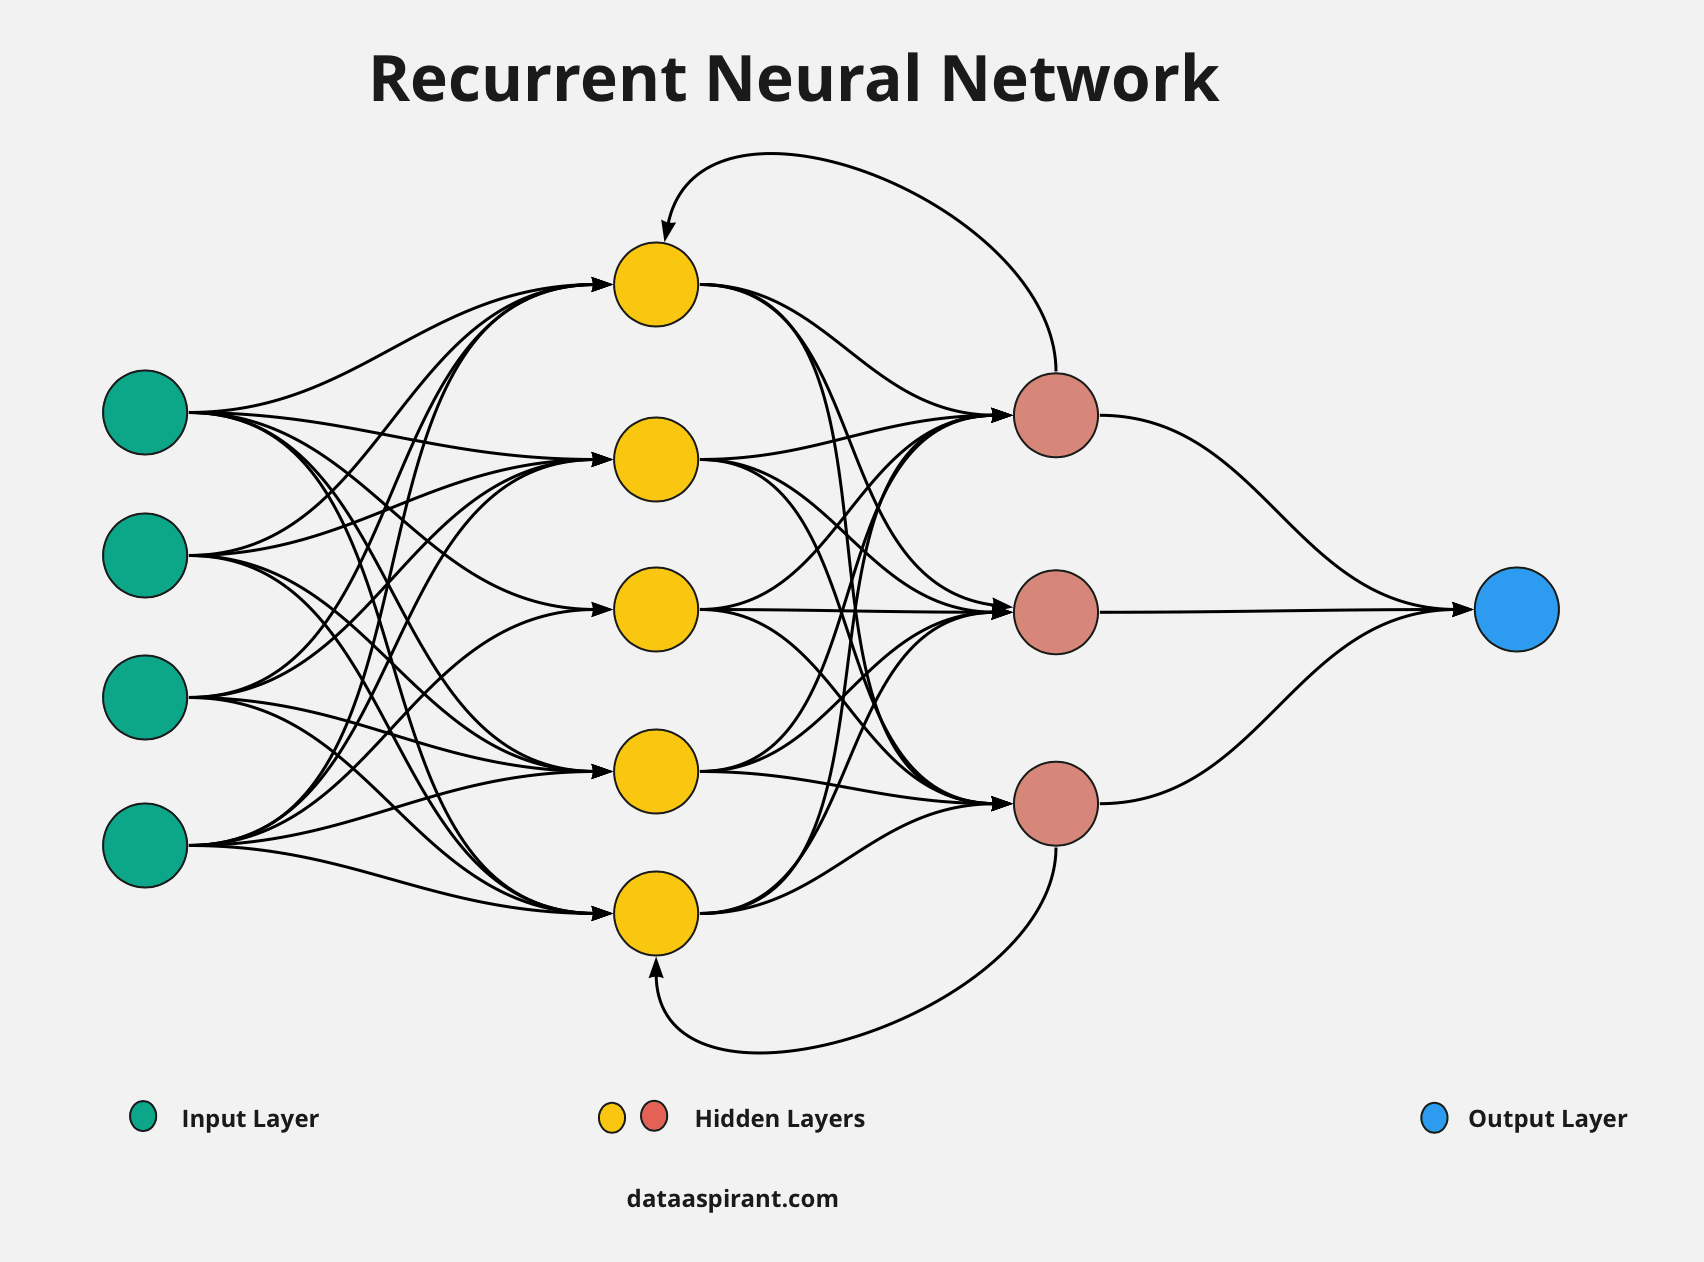 Recurrent Neural Network
Input Layer
Hidden Layers
Output Layer
dataaspirant.com